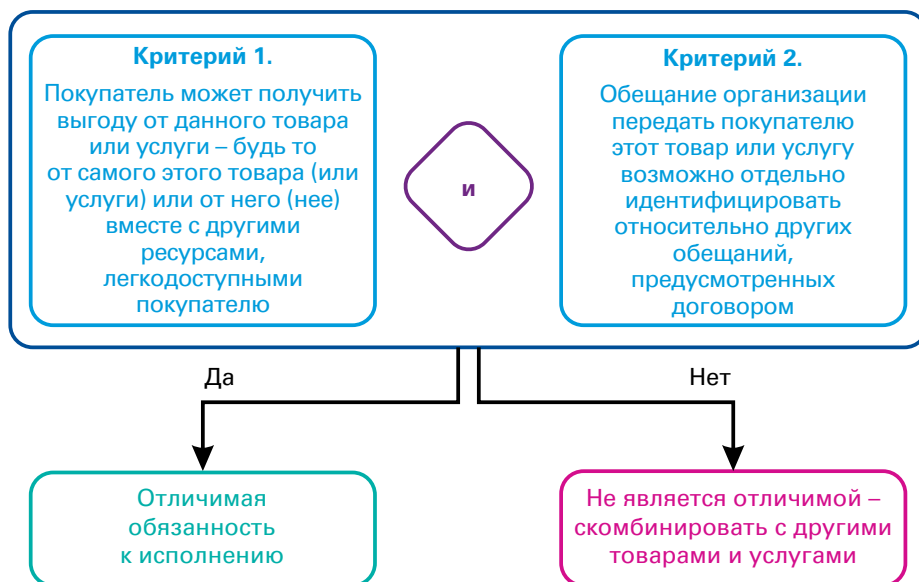 Критерий 1.
Покупатель может получить
выгоду от данного товара
или услуги – будь то
от самого этого товара (или
услуги) или от него (нее)
вместе с другими
ресурсами,
легкодоступными
покупателю
и
Критерий 2.
Обещание организации
передать покупателю
этот товар или услугу
возможно отдельно
идентифицировать
относительно других
обещаний,
предусмотренных
договором
Да
Нет
Отличимая
обязанность
к исполнению
Не является отличимой –
скомбинировать с другими
товарами и услугами